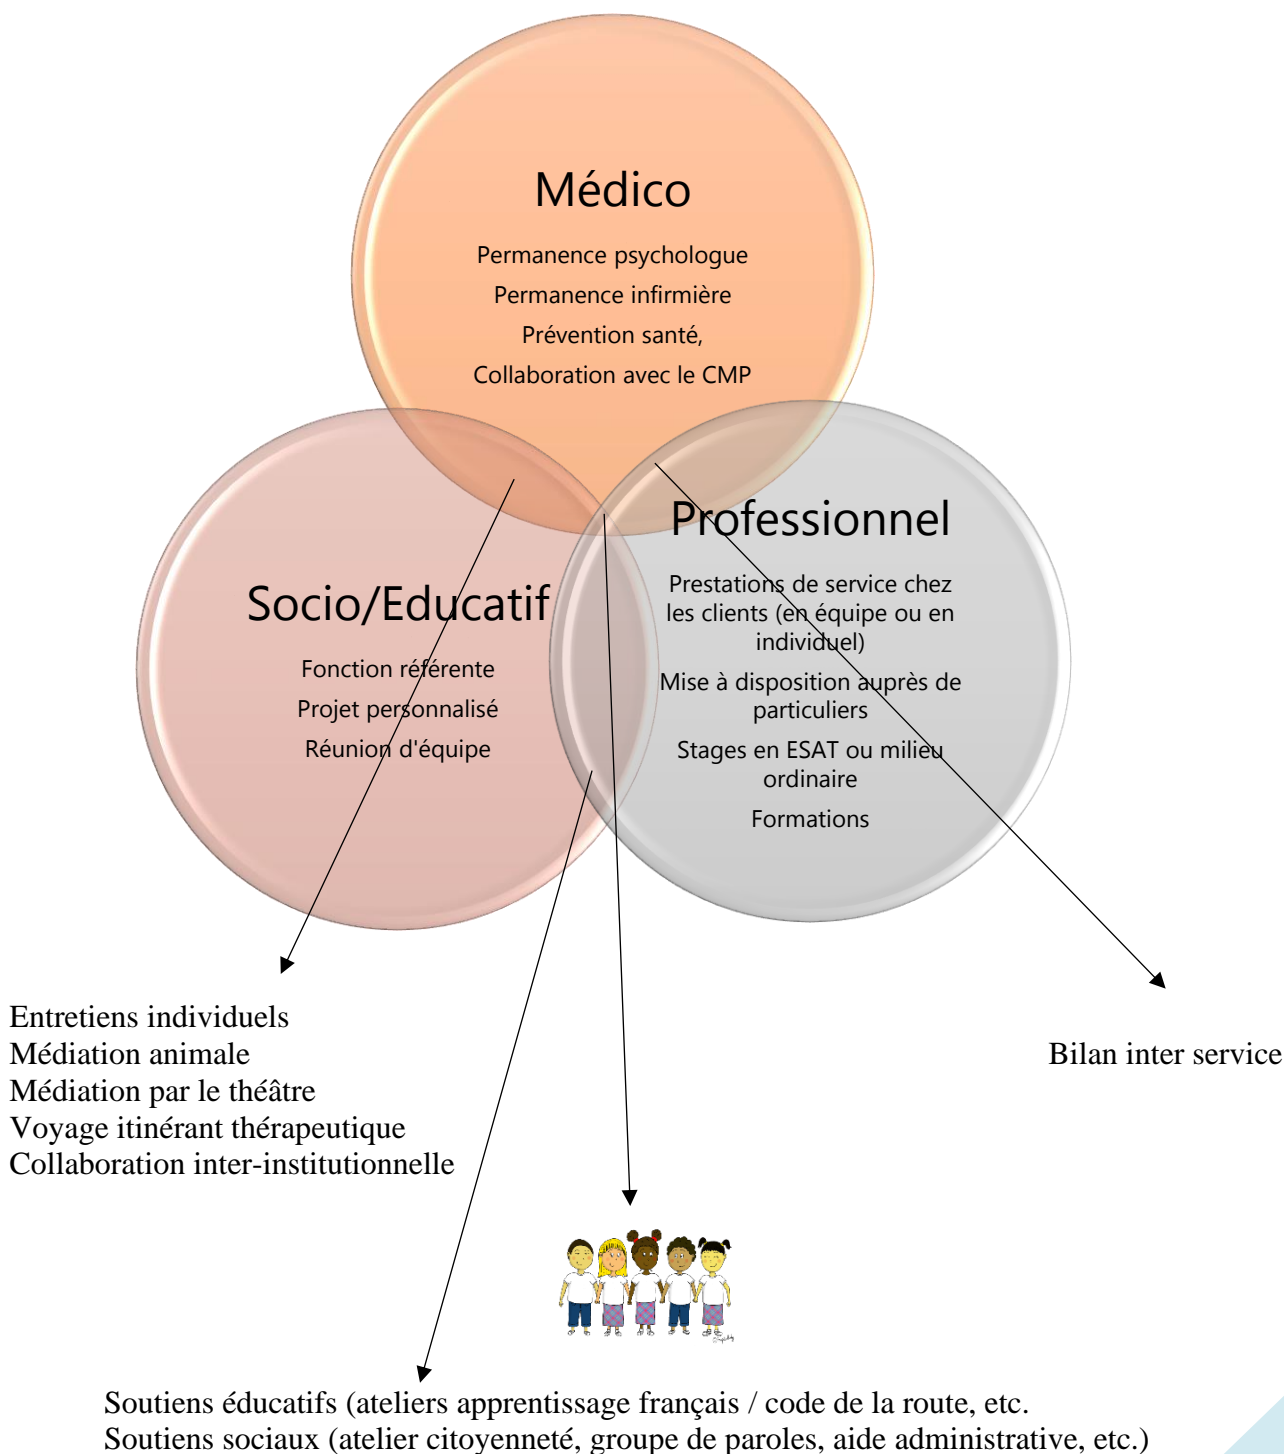 Médico
Permanence psychologue
Permanence infirmière
Prévention santé,
Collaboration avec le CMP
Socio/Educatif
Fonction référente
Projet personnalisé
Réunion d'équipe
Professionnel
Prestations de service chez
les clients (en équipe ou en
individuel)
Mise à disposition auprès de
particuliers
Stages en ESAT ou milieu
ordinaire
Formations
Entretiens individuels
Médiation animale
Médiation par le théâtre
Voyage itinérant thérapeutique
Collaboration inter-institutionnelle
Bilan inter service
Soutiens éducatifs (ateliers apprentissage français / code de la route, etc.
Soutiens sociaux (atelier citoyenneté, groupe de paroles, aide administrative, etc.)